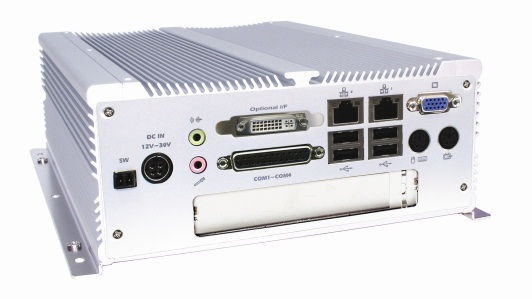 Optional I/F
DC IN
12V~30V
SW
COM1~COM4